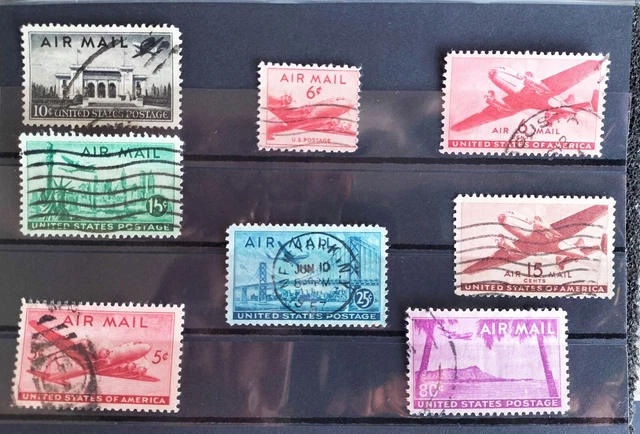 AIR MAIL
10¢ UNITED STATES POSTAGE
AIR MAIL
6¢
U.S. POSTAGE
AIR MAIL
UNITED STATES OF AMERICA
AIR MAIL
15¢
UNITED STATES POSTAGE
AIR MAIL
JUN 10
25¢
UNITED STATES POSTAGE
AIR 15 MAIL
CENTS
UNITED STATES OF AMERICA
AIR MAIL
5¢ 5¢
UNITED STATES OF AMERICA
AIR MAIL
80¢
UNITED STATES POSTAGE